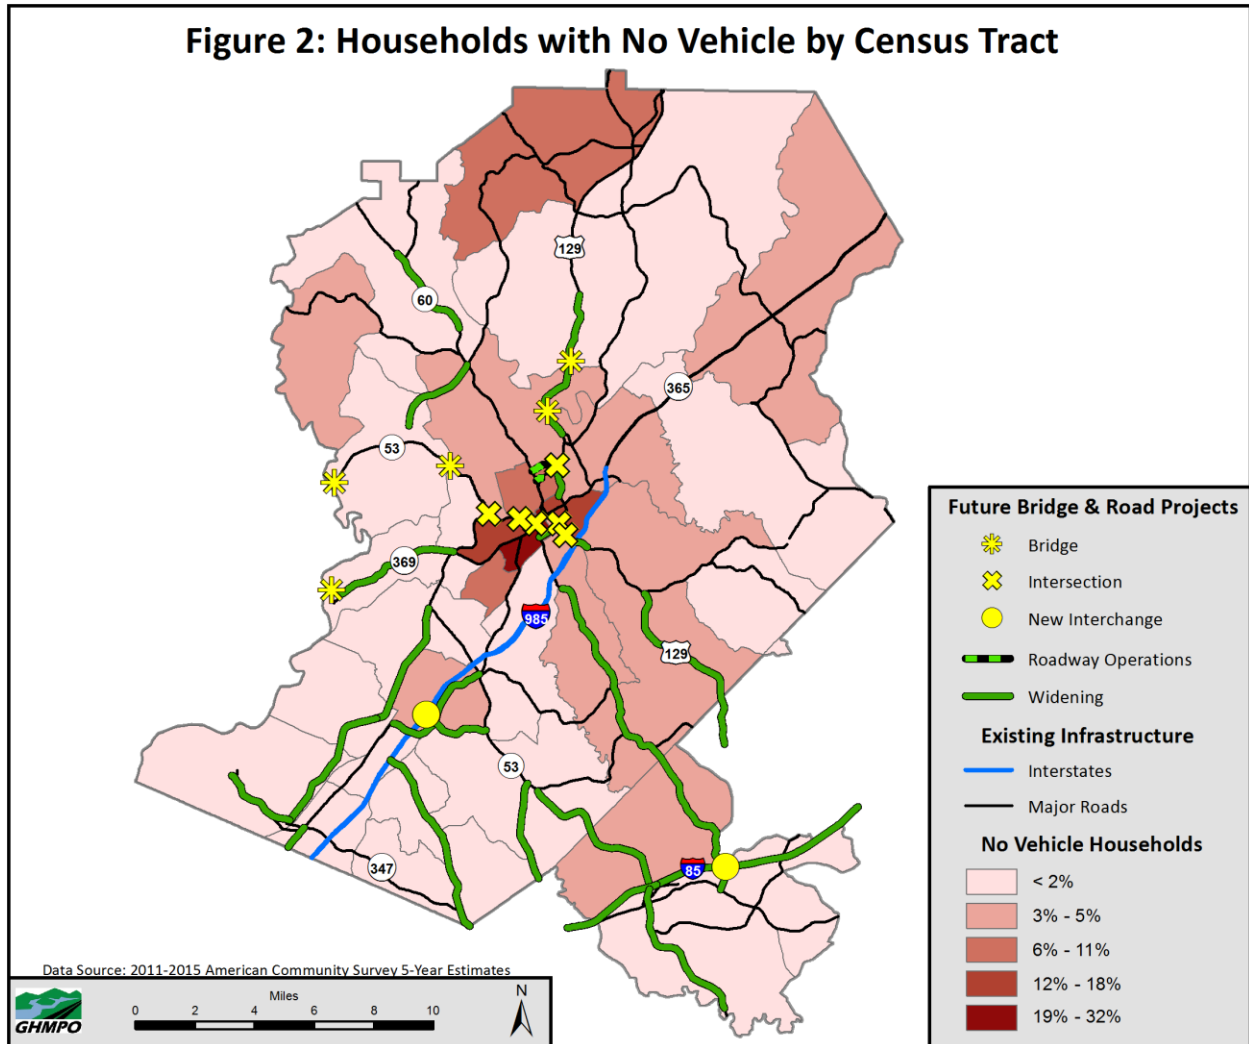 Figure 2: Households with No Vehicle by Census Tract
129
60
365
53
369
985
129
53
347
85
Future Bridge & Road Projects
Bridge
Intersection
New Interchange
Roadway Operations
Widening
Existing Infrastructure
Interstates
Major Roads
No Vehicle Households
< 2%
3% - 5%
6% - 11%
12% - 18%
19% - 32%
Data Source: 2011-2015 American Community Survey 5-Year Estimates
GHMPO
Miles
0 2 4 6 8 10
N